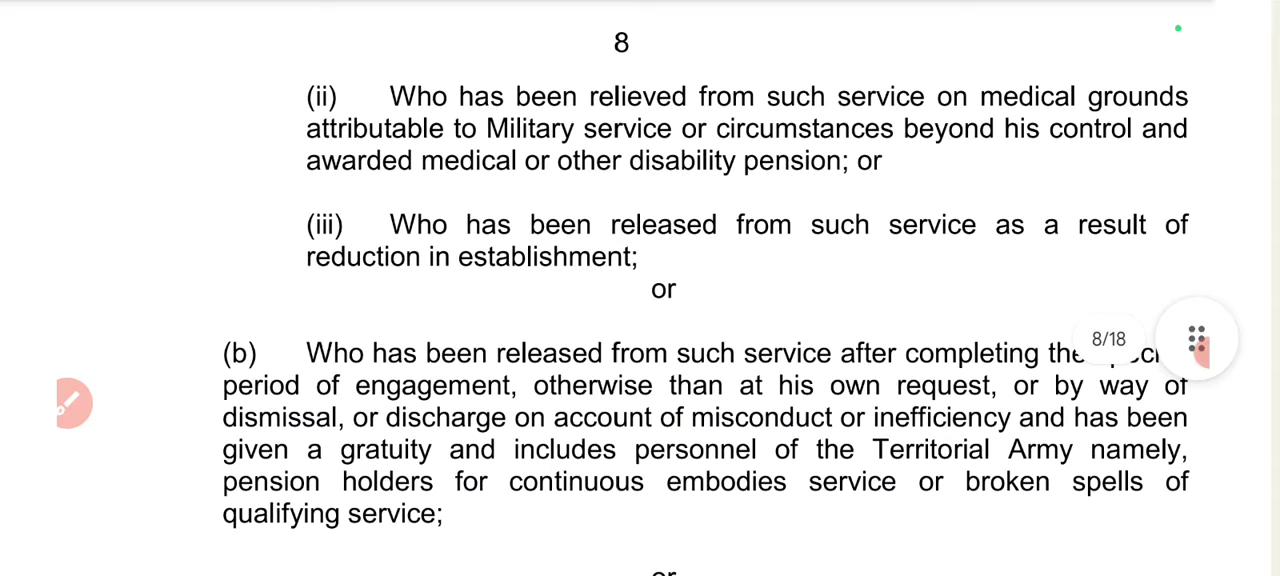 8
(ii) Who has been relieved from such service on medical grounds
attributable to Military service or circumstances beyond his control and
awarded medical or other disability pension; or
(iii) Who has been released from such service as a result of
reduction in establishment;
or
8/18
(b) Who has been released from such service after completing the
period of engagement, otherwise than at his own request, or by way of
dismissal, or discharge on account of misconduct or inefficiency and has been
given a gratuity and includes personnel of the Territorial Army namely,
pension holders for continuous embodies service or broken spells of
qualifying service;
or